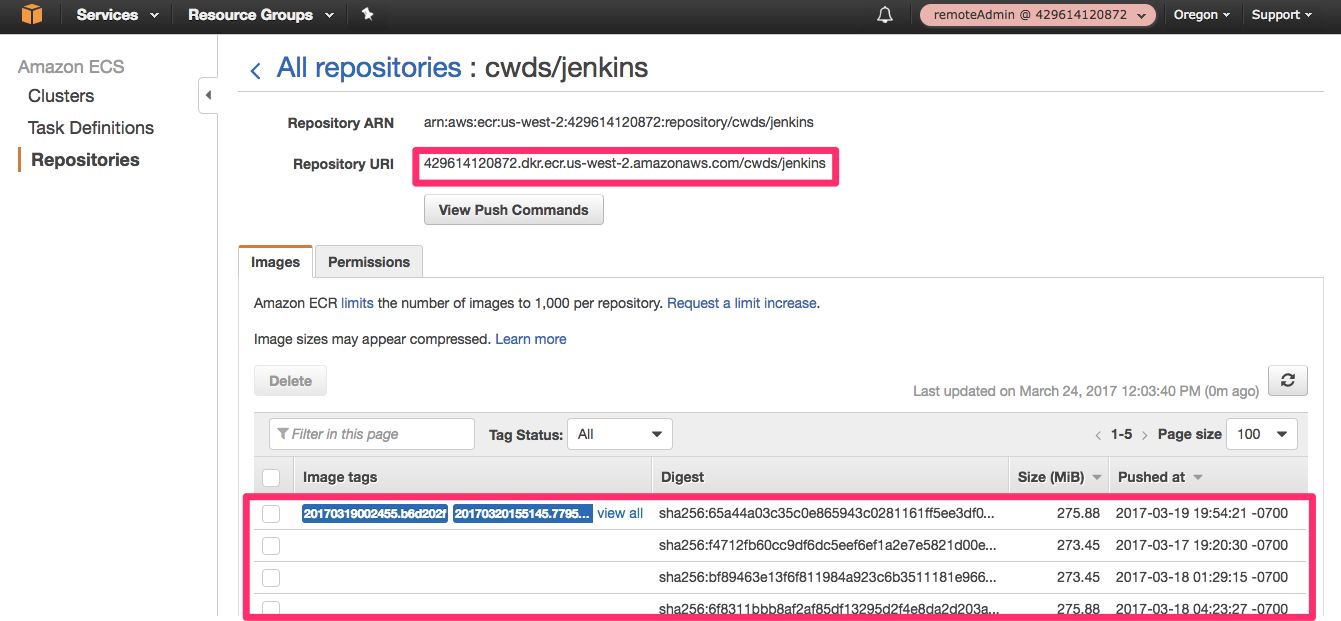 Services Resource Groups remoteAdmin @ 429614120872 Oregon Support
Amazon ECS
Clusters
Task Definitions
Repositories
All repositories : cwds/jenkins
Repository ARN arn:aws:ecr:us-west-2:429614120872:repository/cwds/jenkins
Repository URI 429614120872.dkr.ecr.us-west-2.amazonaws.com/cwds/jenkins
View Push Commands
Images Permissions
Amazon ECR limits the number of images to 1,000 per repository. Request a limit increase.
Image sizes may appear compressed. Learn more
Delete
Last updated on March 24, 2017 12:03:40 PM (0m ago)
Filter in this page Tag Status: All 1-5 Page size 100
Image tags Digest Size (MiB) Pushed at
20170319002455.b6d202f 20170320155145.7795... view all sha256:65a44a03c35c0e865943c0281161ff5ee3df0... 275.88 2017-03-19 19:54:21 -0700
sha256:f4712fb60cc9df6dc5eef6ef1a2e7e5821d00e... 273.45 2017-03-17 19:20:30 -0700
sha256:bf89463e13f6f811984a923c6b3511181e966... 273.45 2017-03-18 01:29:15 -0700
sha256:6f8311bbb8af2af85df13295d2f4e8da2d203a... 275.88 2017-03-18 04:23:27 -0700